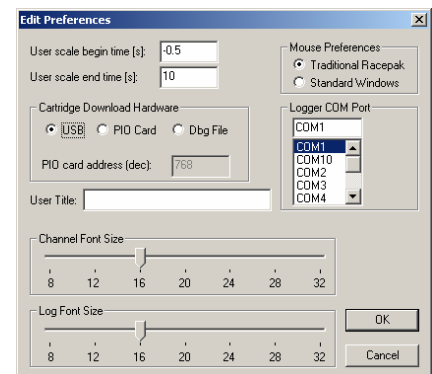 Edit Preferences
User scale begin time [s]: -0.5
User scale end time [s]: 10
Mouse Preferences
Traditional Racepak
Standard Windows
Cartridge Download Hardware
USB PIO Card Dbg File
PIO card address (dec): 768
Logger COM Port
COM1
COM1
COM10
COM2
COM3
COM4
User Title:
Channel Font Size
8 12 16 20 24 28 32
Log Font Size
8 12 16 20 24 28 32
OK
Cancel